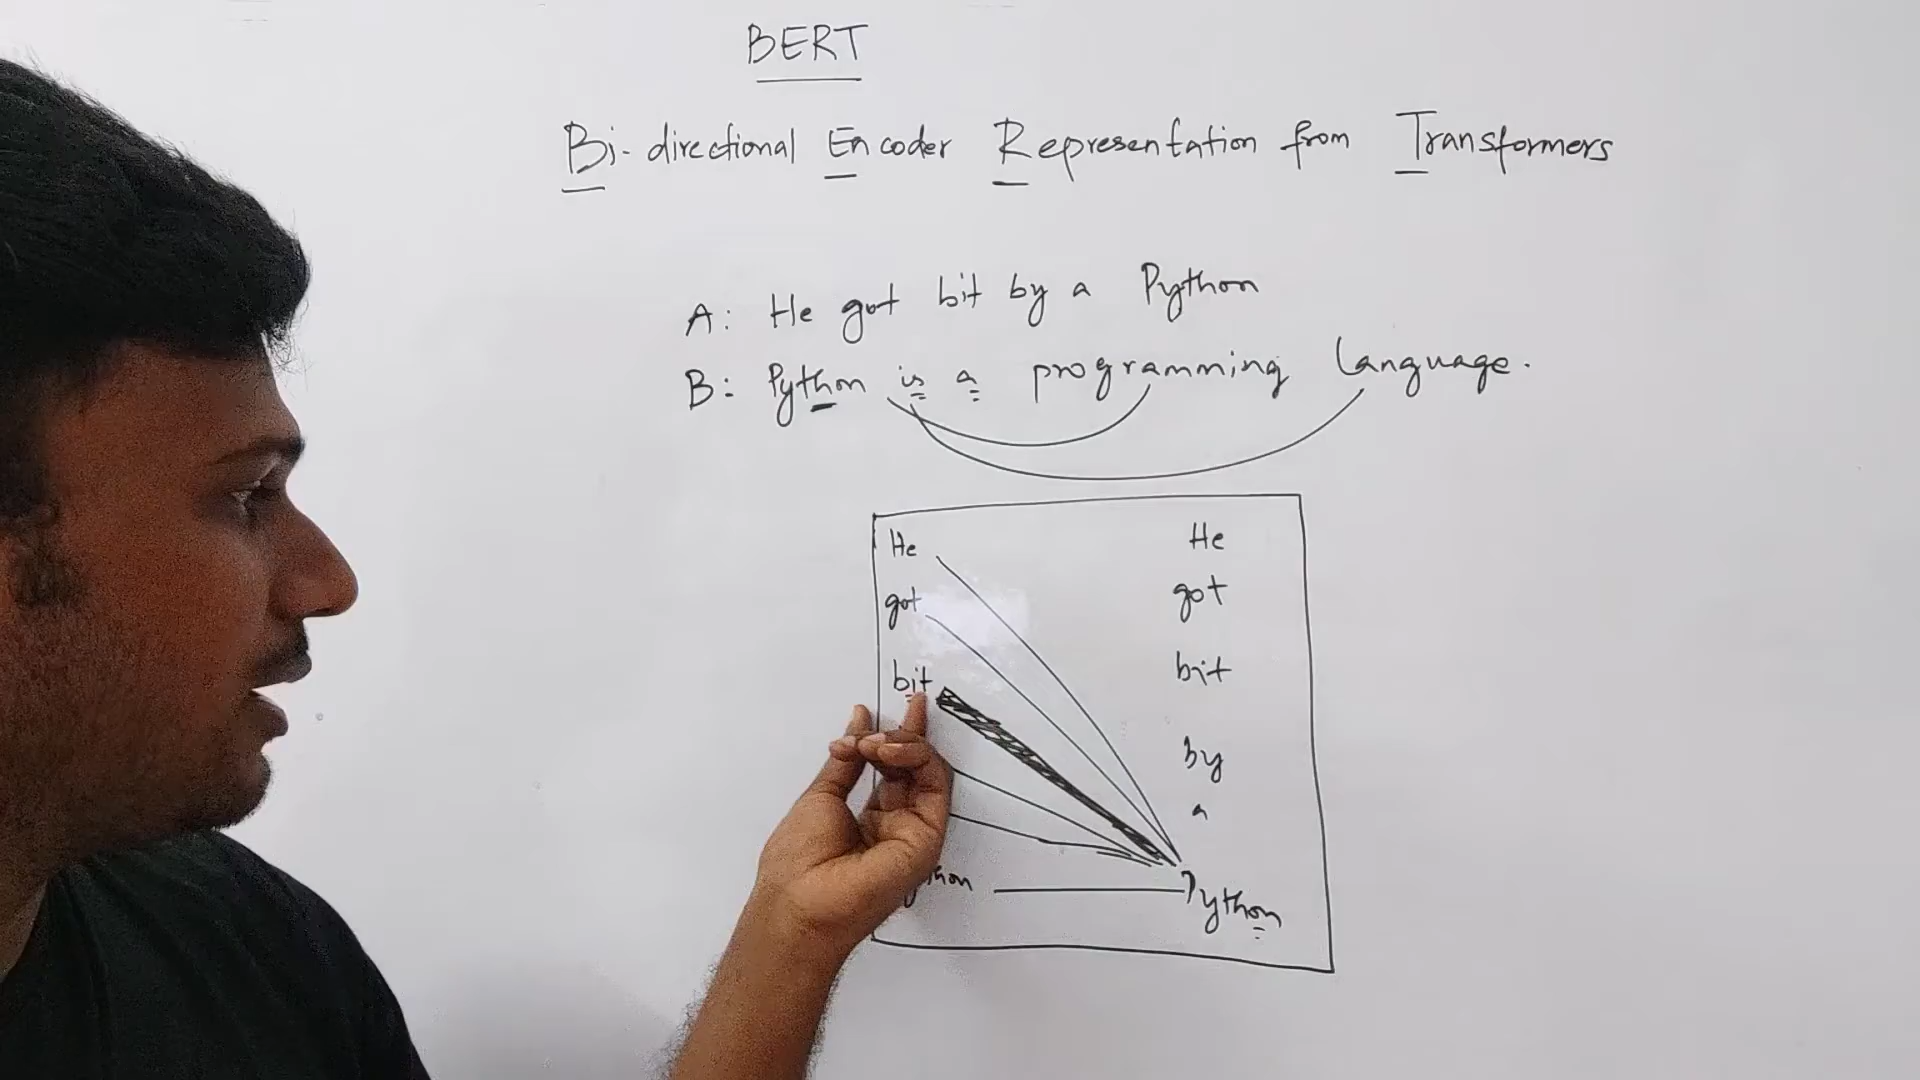 BERT
Bi-directional Encoder Representation from Transformers
A: He got bit by a Python
B: Python is a programming language.
He He
got got
bit bit
by
a
Python